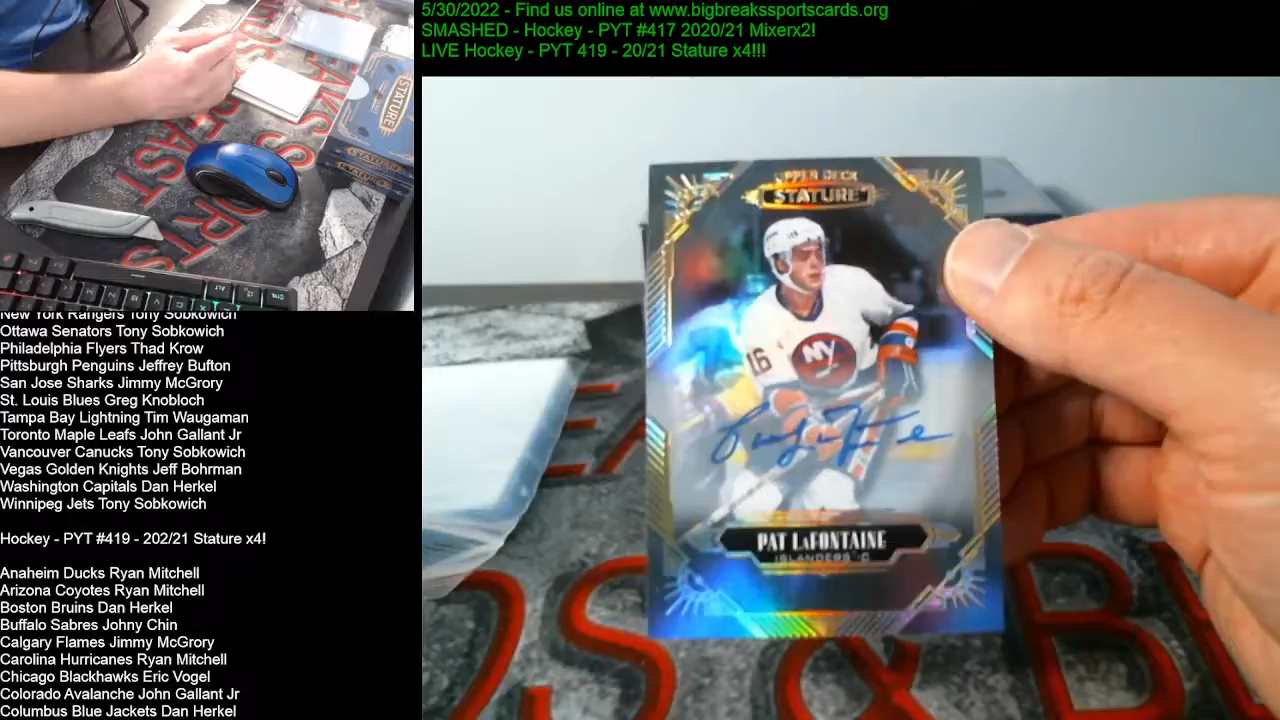 5/30/2022 - Find us online at www.bigbreakssportscards.org
SMASHED - Hockey - PYT #417 2020/21 Mixerx2!
LIVE Hockey - PYT 419 - 20/21 Stature x4!!!
STATURE
New York Rangers Tony Sobkowich
Ottawa Senators Tony Sobkowich
Philadelphia Flyers Thad Krow
Pittsburgh Penguins Jeffrey Bufton
San Jose Sharks Jimmy McGrory
St. Louis Blues Greg Knobloch
Tampa Bay Lightning Tim Waugaman
Toronto Maple Leafs John Gallant Jr
Vancouver Canucks Tony Sobkowich
Vegas Golden Knights Jeff Bohrman
Washington Capitals Dan Herkel
Winnipeg Jets Tony Sobkowich
Hockey - PYT #419 - 202/21 Stature x4!
Anaheim Ducks Ryan Mitchell
Arizona Coyotes Ryan Mitchell
Boston Bruins Dan Herkel
Buffalo Sabres Johny Chin
Calgary Flames Jimmy McGrory
Carolina Hurricanes Ryan Mitchell
Chicago Blackhawks Eric Vogel
Colorado Avalanche John Gallant Jr
Columbus Blue Jackets Dan Herkel
UPPER DECK
STATURE
16
NY
PAT LaFONTAINE
ISLANDERS C